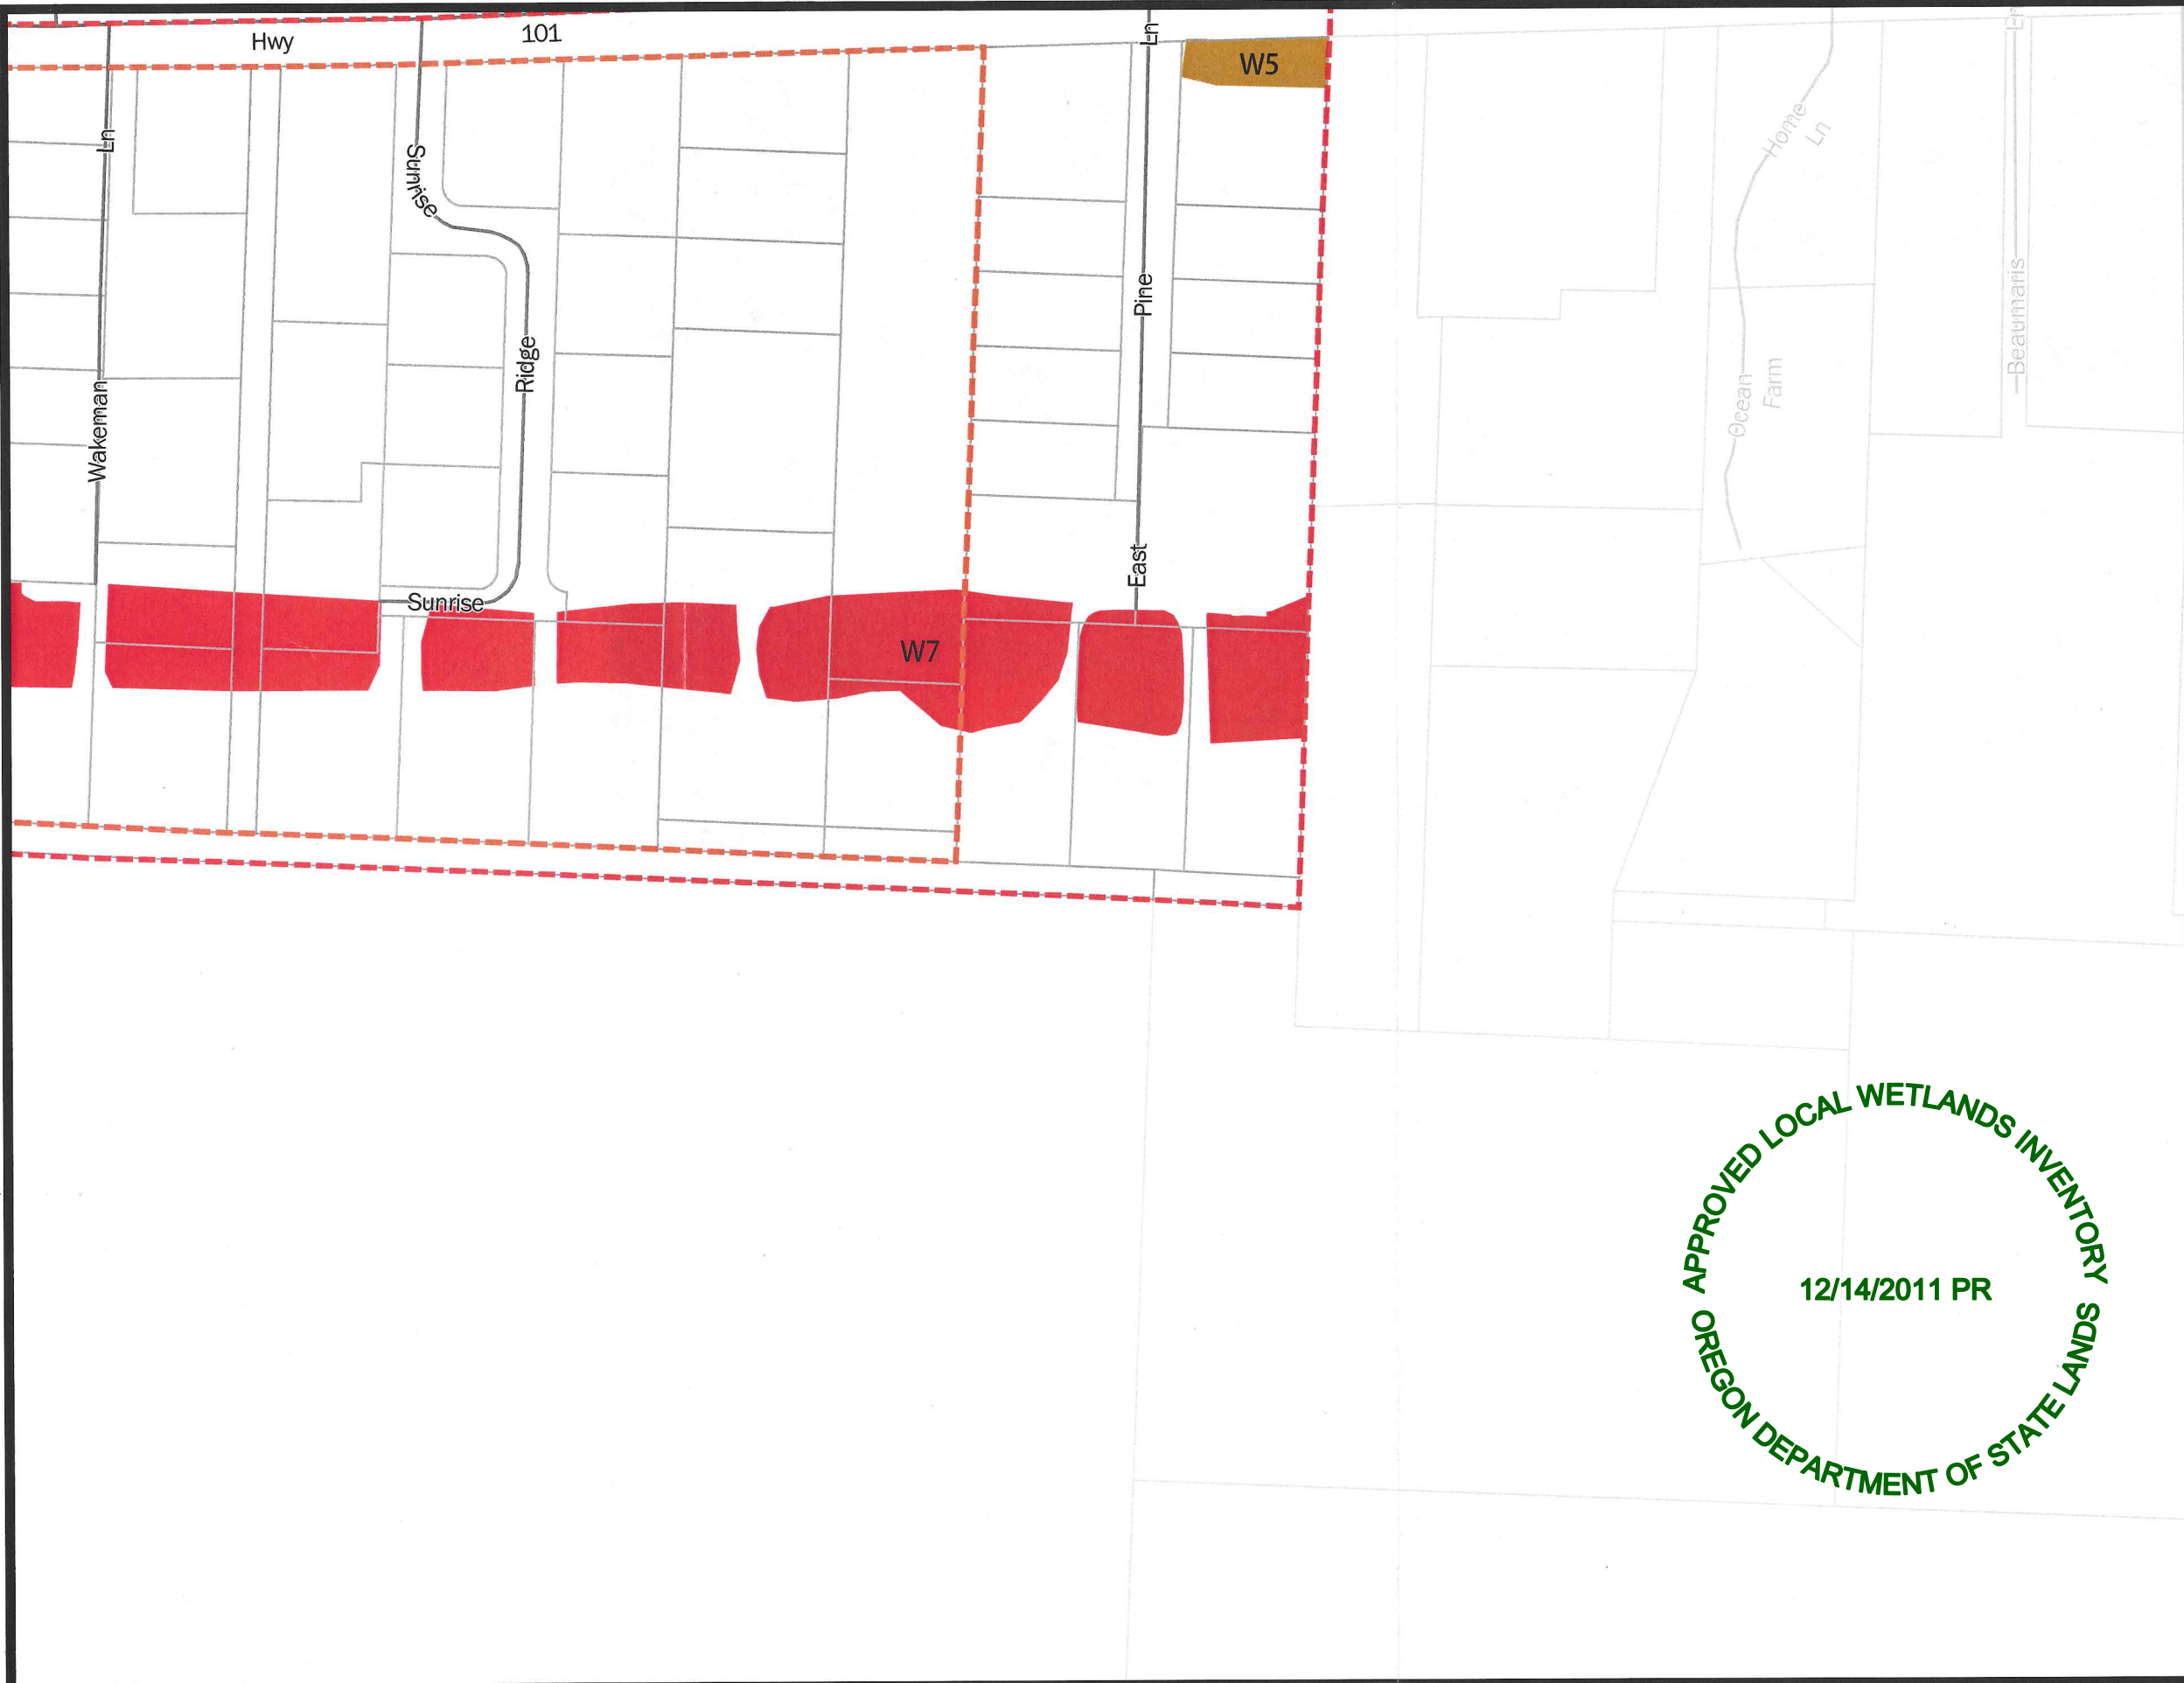 Hwy
101
Ln
W5
Ln
Ln
Sunrise
Home
Ln
Pine
Beaumaris
Ridge
Ocean
Farm
Wakeman
East
Sunrise
W7
APPROVED LOCAL WETLANDS INVENTORY
12/14/2011 PR
OREGON DEPARTMENT OF STATE LANDS